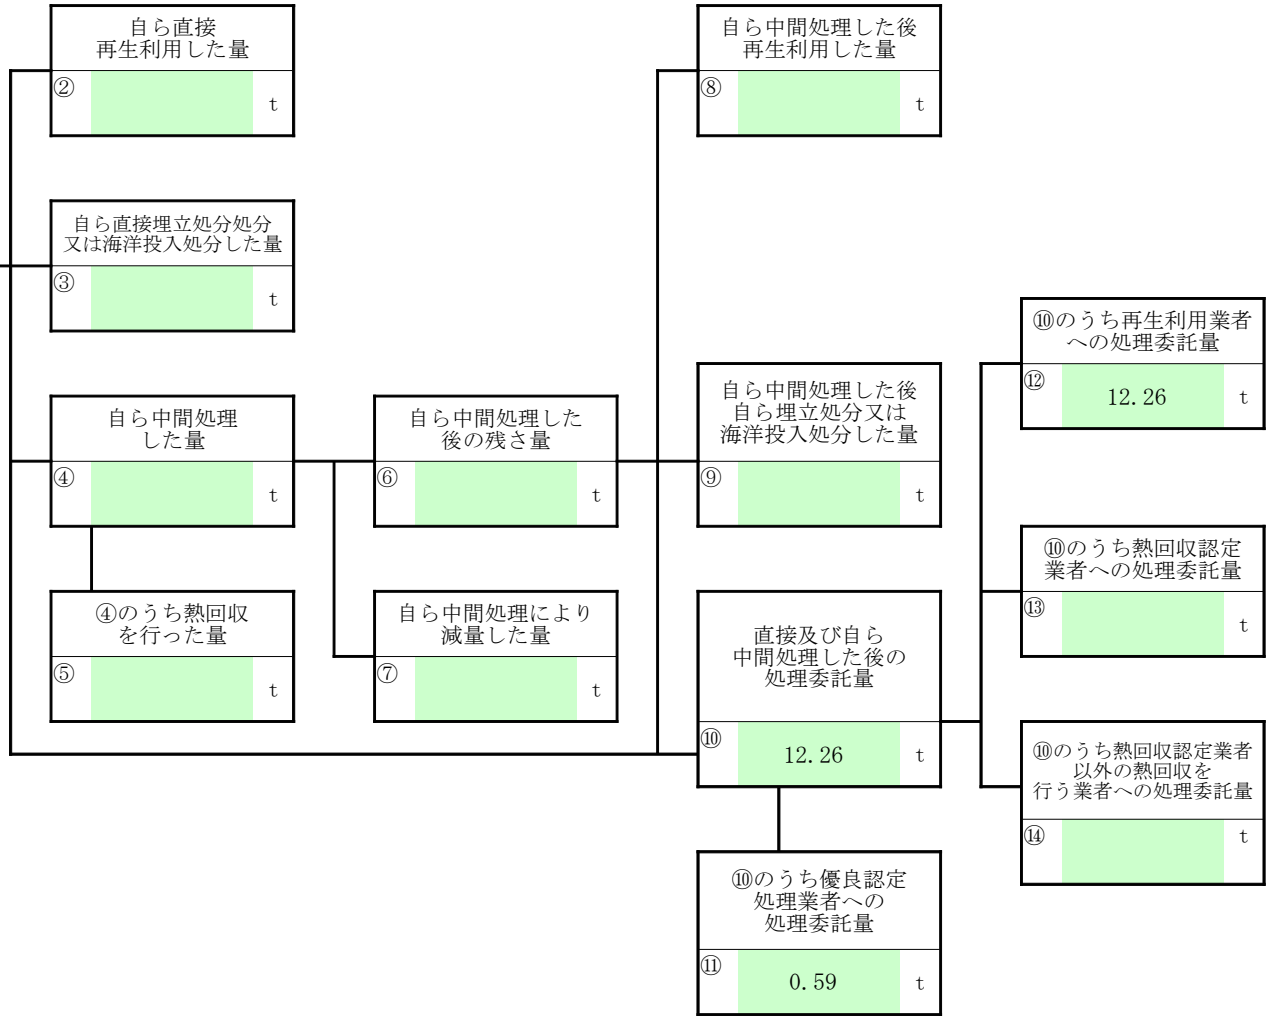 自ら直接
再生利用した量
②
t
自ら中間処理した後
再生利用した量
⑧
t
自ら直接埋立処分処分
又は海洋投入処分した量
③
t
⑩のうち再生利用業者
への処理委託量
⑫
12.26
t
自ら中間処理
した量
④
t
自ら中間処理した
後の残さ量
⑥
t
自ら中間処理した後
自ら埋立処分又は
海洋投入処分した量
⑨
t
⑩のうち熱回収認定
業者への処理委託量
⑬
t
④のうち熱回収
を行った量
⑤
t
自ら中間処理により
減量した量
⑦
t
直接及び自ら
中間処理した後の
処理委託量
⑩
12.26
t
⑩のうち熱回収認定業者
以外の熱回収を
行う業者への処理委託量
⑭
t
⑩のうち優良認定
処理業者への
処理委託量
⑪
0.59
t